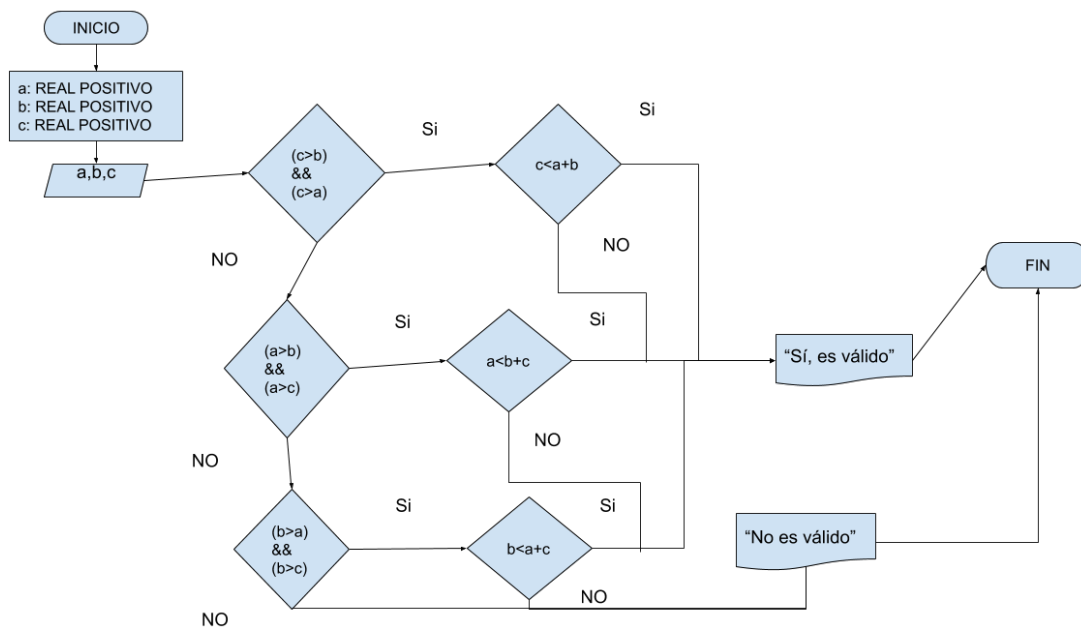 INICIO
a: REAL POSITIVO
b: REAL POSITIVO
c: REAL POSITIVO
a,b,c
(c>b)
&&
(c>a)
Si
c<a+b
Si
NO
NO
(a>b)
&&
(a>c)
Si
a<b+c
Si
NO
NO
(b>a)
&&
(b>c)
Si
b<a+c
Si
NO
NO
"Sí, es válido"
"No es válido"
FIN